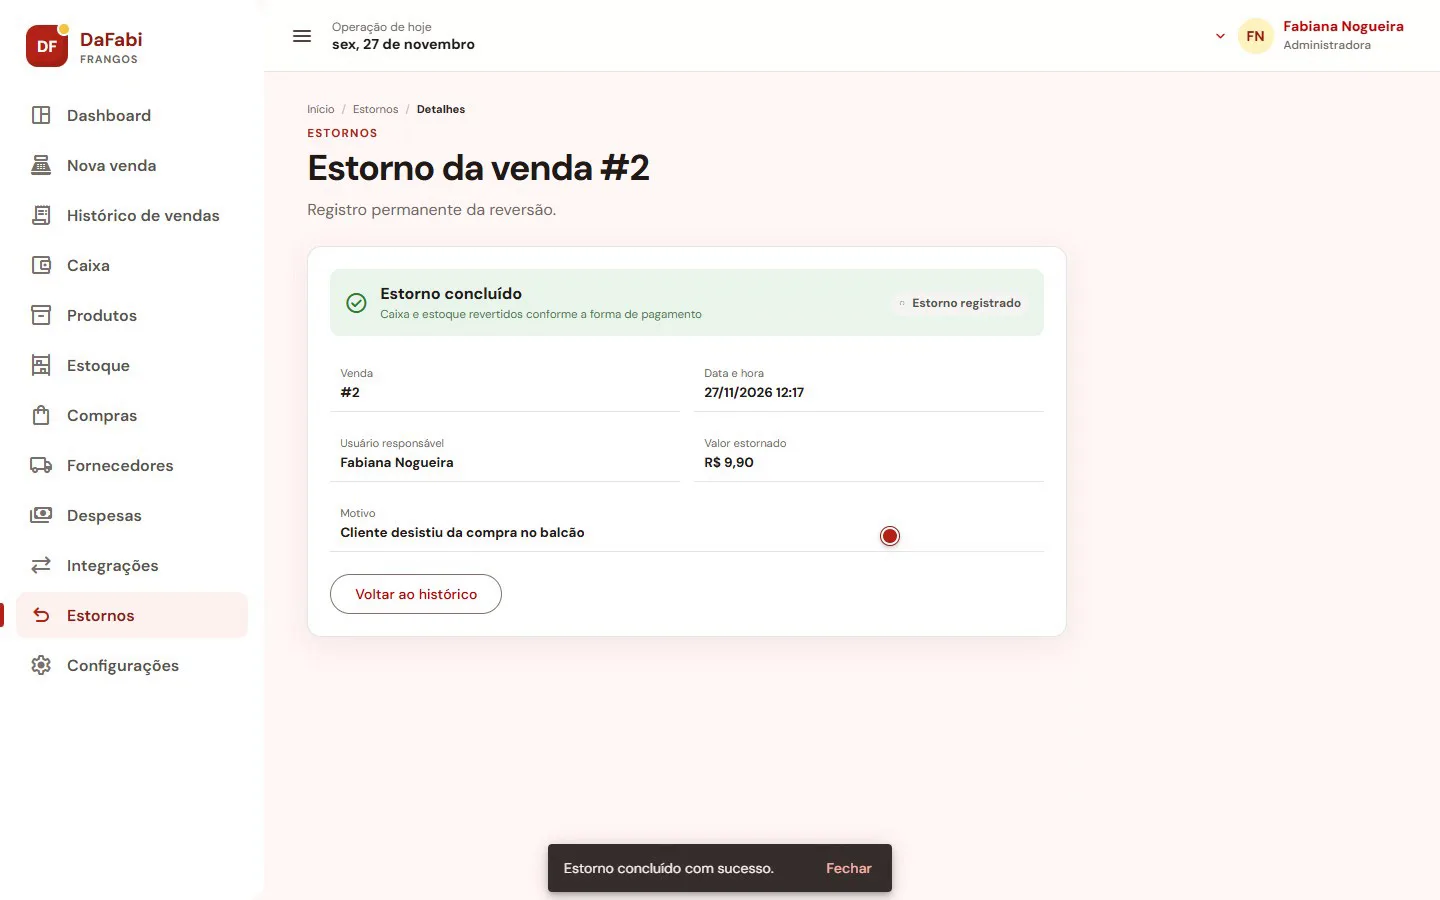 DF
DaFabi
FRANGOS
Dashboard
Nova venda
Histórico de vendas
Caixa
Produtos
Estoque
Compras
Fornecedores
Despesas
Integrações
Estornos
Configurações
Operação de hoje
sex, 27 de novembro
FN
Fabiana Nogueira
Administradora
Início / Estornos / Detalhes
ESTORNOS
Estorno da venda #2
Registro permanente da reversão.
Estorno concluído
Caixa e estoque revertidos conforme a forma de pagamento
Estorno registrado
Venda
#2
Data e hora
27/11/2026 12:17
Usuário responsável
Fabiana Nogueira
Valor estornado
R$ 9,90
Motivo
Cliente desistiu da compra no balcão
Voltar ao histórico
Estorno concluído com sucesso.
Fechar